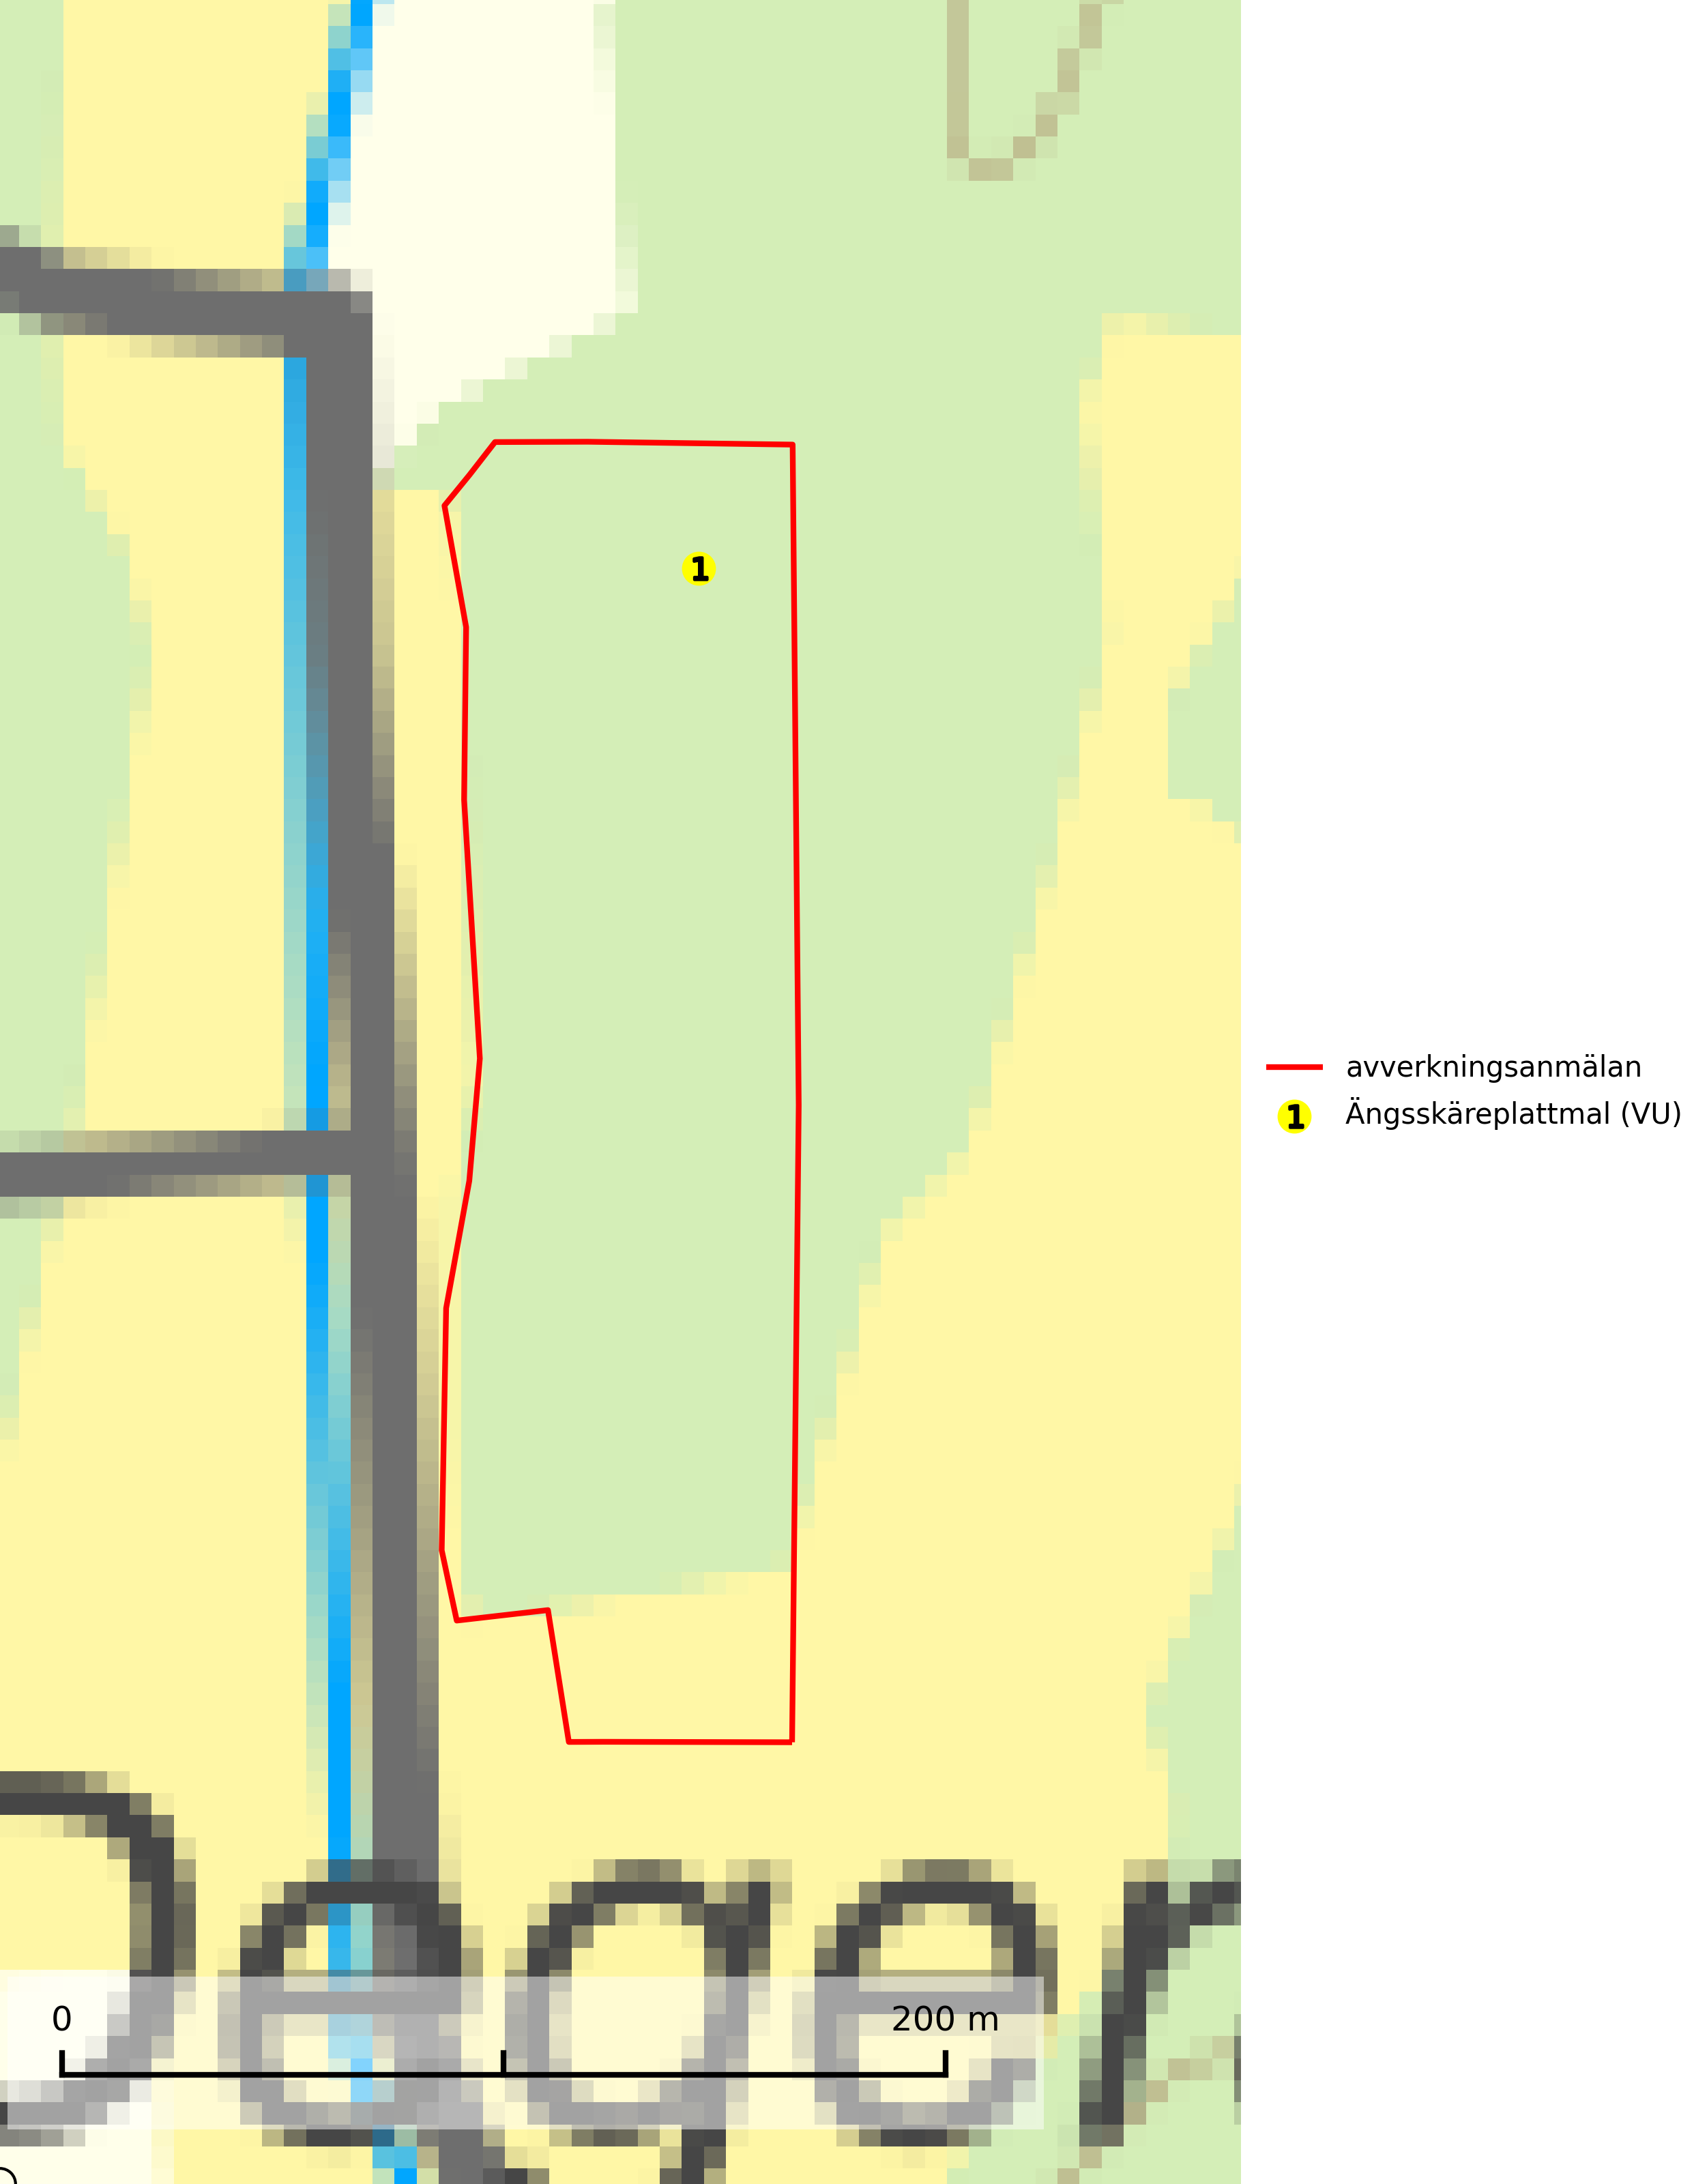 1
avverkningsanmälan
1 Ängsskäreplattmal (VU)
0 200 m